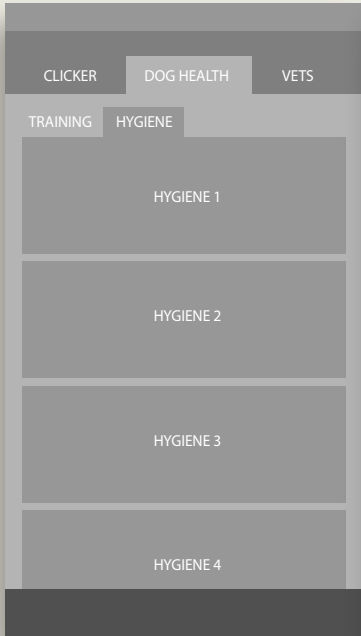 CLICKER DOG HEALTH VETS
TRAINING HYGIENE
HYGIENE 1
HYGIENE 2
HYGIENE 3
HYGIENE 4